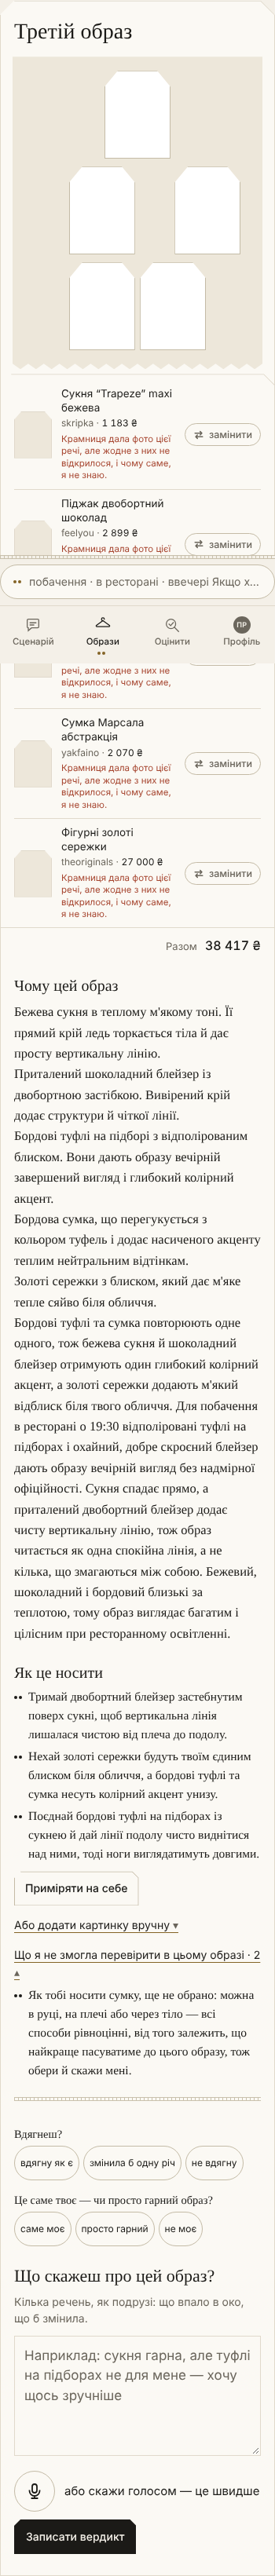 Третій образ
Сукня “Trapeze” maxi
бежева
skripka · 1 183 ₴
Крамниця дала фото цієї
речі, але жодне з них не
відкрилося, і чому саме,
я не знаю.
замінити
Піджак двобортний
шоколад
feelyou · 2 899 ₴
Крамниця дала фото цієї
замінити
побачення · в ресторані · ввечері Якщо х...
Сценарій
Образи
Оцінити
ПР
Профіль
речі, але жодне з них не
відкрилося, і чому саме,
я не знаю.
Сумка Марсала
абстракція
yakfaino · 2 070 ₴
Крамниця дала фото цієї
речі, але жодне з них не
відкрилося, і чому саме,
я не знаю.
замінити
Фігурні золоті
сережки
theoriginals · 27 000 ₴
Крамниця дала фото цієї
речі, але жодне з них не
відкрилося, і чому саме,
я не знаю.
замінити
Разом 38 417 ₴
Чому цей образ
Бежева сукня в теплому м'якому тоні. Її
прямий крій ледь торкається тіла й дає
просту вертикальну лінію.
Приталений шоколадний блейзер із
двобортною застібкою. Вивірений крій
додає структури й чіткої лінії.
Бордові туфлі на підборі з відполірованим
блиском. Вони дають образу вечірній
завершений вигляд і глибокий колірний
акцент.
Бордова сумка, що перегукується з
кольором туфель і додає насиченого акценту
теплим нейтральним відтінкам.
Золоті сережки з блиском, який дає м'яке
тепле сяйво біля обличчя.
Бордові туфлі та сумка повторюють одне
одного, тож бежева сукня й шоколадний
блейзер отримують один глибокий колірний
акцент, а золоті сережки додають м'який
відблиск біля твого обличчя. Для побачення
в ресторані о 19:30 відполіровані туфлі на
підборах і охайний, добре скроєний блейзер
дають образу вечірній вигляд без надмірної
офіційності. Сукня спадає прямо, а
приталений двобортний блейзер додає
чисту вертикальну лінію, тож образ
читається як одна спокійна лінія, а не
кілька, що змагаються між собою. Бежевий,
шоколадний і бордовий близькі за
теплотою, тому образ виглядає багатим і
цілісним при ресторанному освітленні.
Як це носити
Тримай двобортний блейзер застебнутим
поверх сукні, щоб вертикальна лінія
лишалася чистою від плеча до подолу.
Нехай золоті сережки будуть твоїм єдиним
блиском біля обличчя, а бордові туфлі та
сумка несуть колірний акцент унизу.
Поєднай бордові туфлі на підборах із
сукнею й дай лінії подолу чисто виднітися
над ними, тоді ноги виглядатимуть довгими.
Приміряти на себе
Або додати картинку вручну ▾
Що я не змогла перевірити в цьому образі · 2
▴
Як тобі носити сумку, ще не обрано: можна
в руці, на плечі або через тіло — всі
способи рівноцінні, від того залежить, що
найкраще пасуватиме до цього образу, тож
обери й скажи мені.
Вдягнеш?
вдягну як є
змінила б одну річ
не вдягну
Це саме твоє — чи просто гарний образ?
саме моє
просто гарний
не моє
Що скажеш про цей образ?
Кілька речень, як подрузі: що впало в око,
що б змінила.
Наприклад: сукня гарна, але туфлі
на підборах не для мене — хочу
щось зручніше
або скажи голосом — це швидше
Записати вердикт